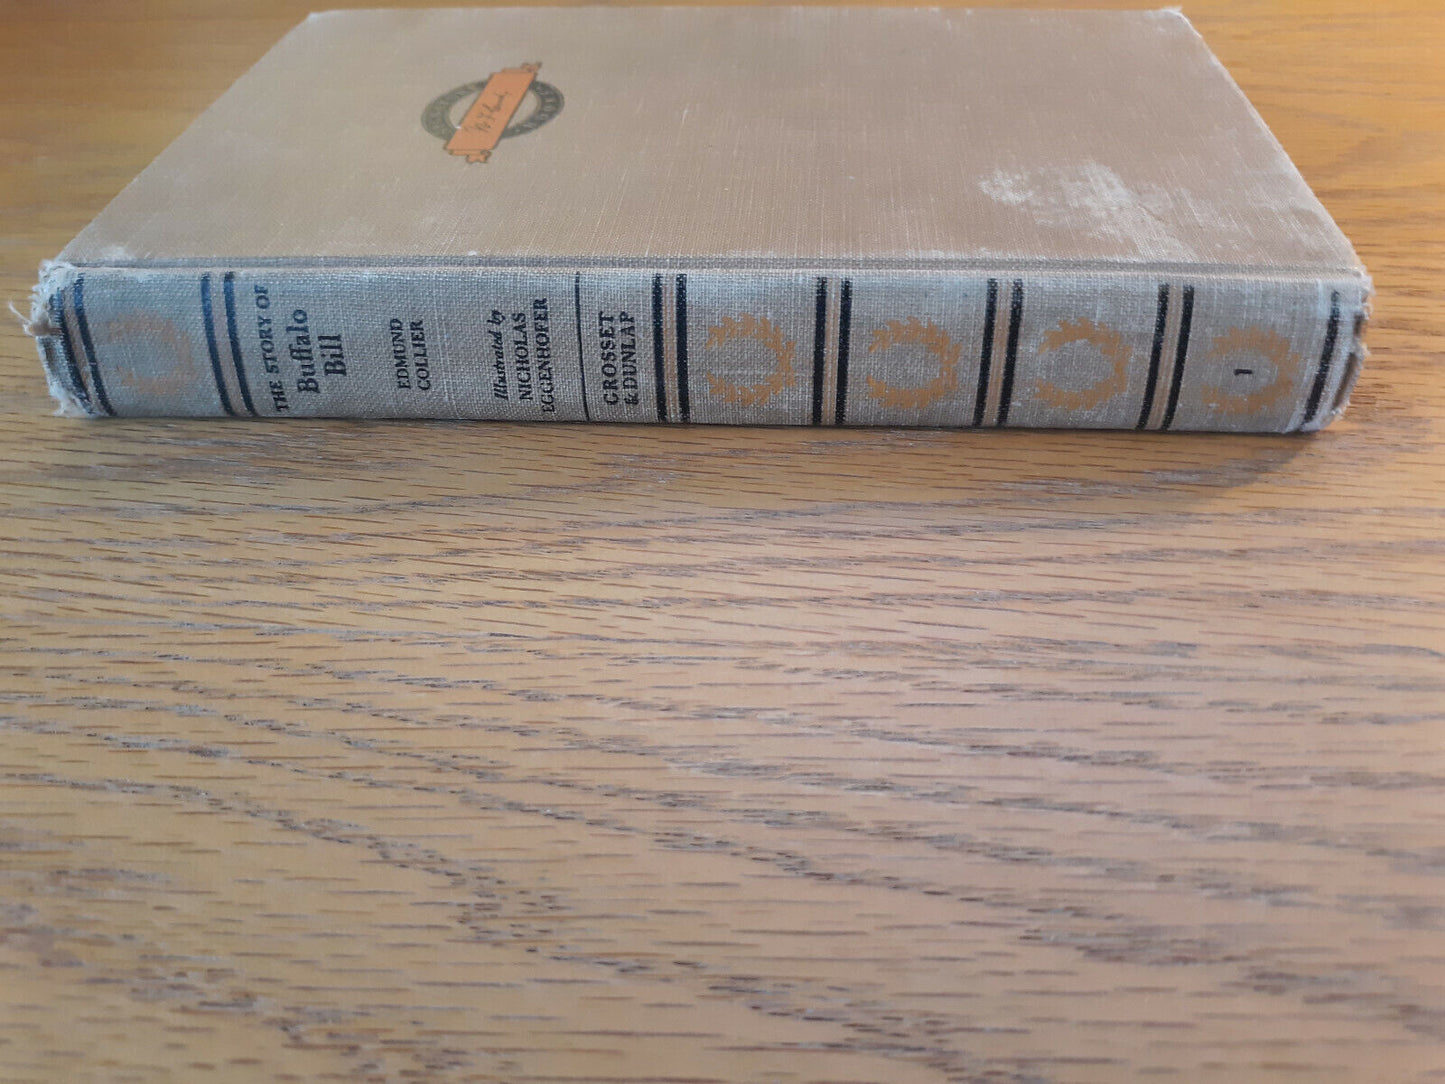 THE STORY OF
Buffalo
Bill
EDMUND
COLLIER
Illustrated by
NICHOLAS
EGGENHOFER
GROSSET
& DUNLAP
1